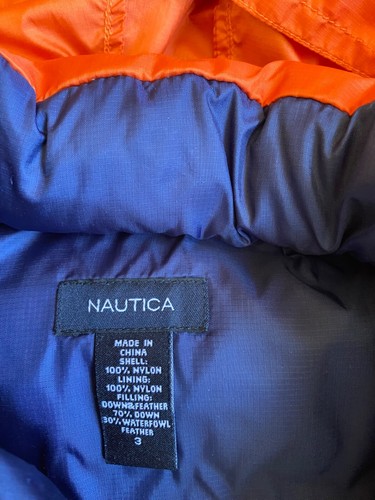 NAUTICA
MADE IN
CHINA
SHELL:
100% NYLON
LINING:
100% NYLON
FILLING:
DOWN&FEATHER
70% DOWN
30% WATERFOWL
FEATHER
3